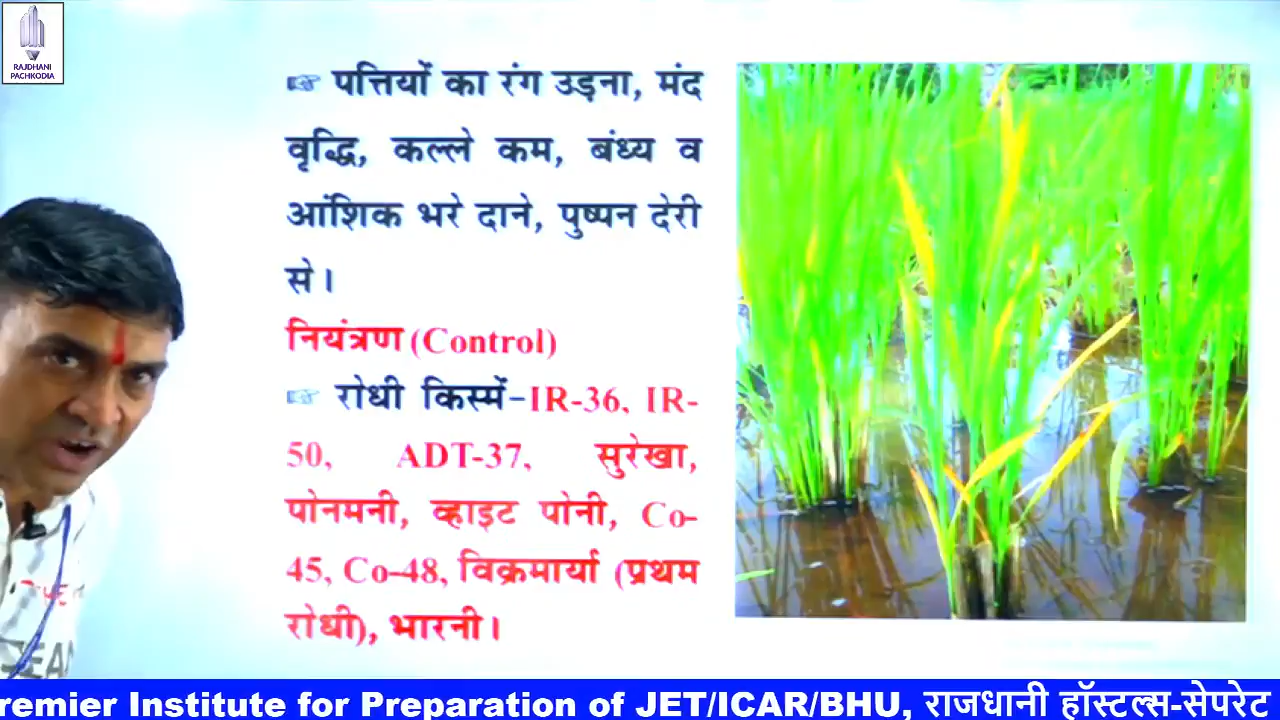 RAJDHANI
PACHKODIA
☞ पत्तियों का रंग उड़ना, मंद
वृद्धि, कल्ले कम, बंध्य व
आंशिक भरे दाने, पुष्पन देरी
से।
नियंत्रण (Control)
☞ रोधी किस्में-IR-36, IR-
50, ADT-37, सुरेखा,
पोनमनी, व्हाइट पोनी, Co-
45, Co-48, विक्रमार्या (प्रथम
रोधी), भारनी।
remier Institute for Preparation of JET/ICAR/BHU, राजधानी हॉस्टल्स-सेपरेट